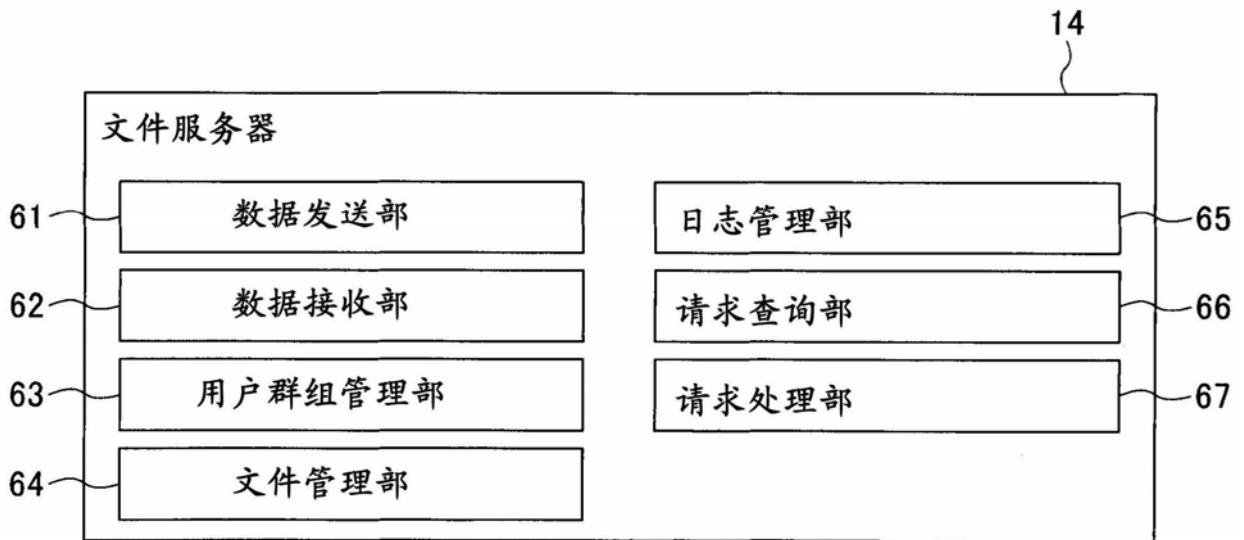 14
文件服务器
61 数据发送部
日志管理部 65
62 数据接收部
请求查询部 66
63 用户群组管理部
请求处理部 67
64 文件管理部